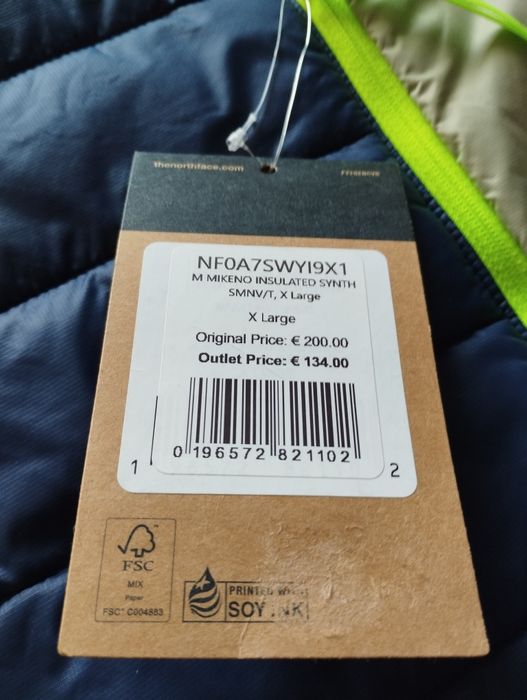 thenorthface.com
NF0A7SWYI9X1
M MIKENO INSULATED SYNTH
SMNV/T, X Large
X Large
Original Price: € 200.00
Outlet Price: € 134.00
0 196572 821102
1 2
FSC
MIX
Paper
FSC® C004883
PRINTED WITH
SOY INK